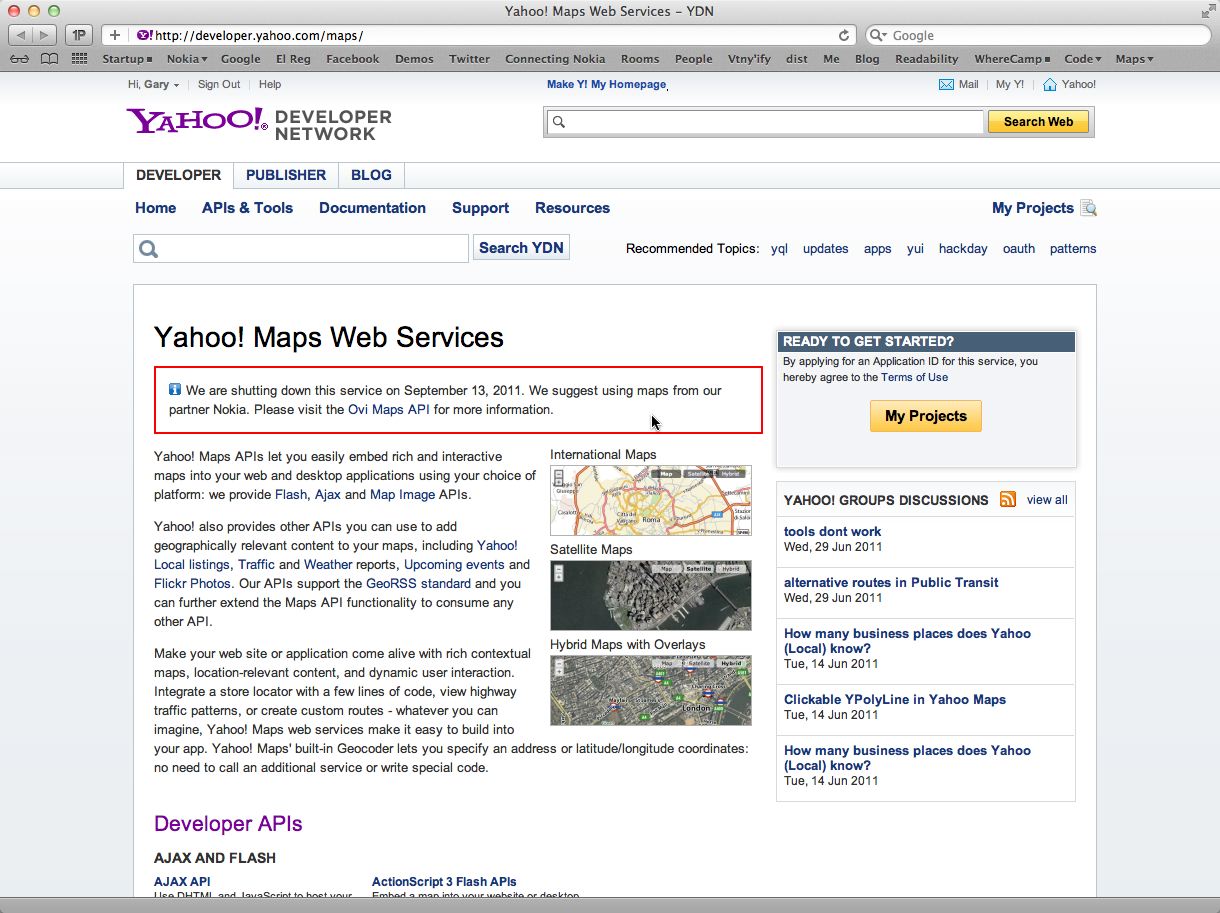 Yahoo! Maps Web Services – YDN
1P
Y! http://developer.yahoo.com/maps/
Google
Startup Nokia Google El Reg Facebook Demos Twitter Connecting Nokia Rooms People Vtny'ify dist Me Blog Readability WhereCamp Code Maps
Hi, Gary Sign Out Help
Make Y! My Homepage
Mail My Y! Yahoo!
YAHOO!® DEVELOPER
NETWORK
Search Web
DEVELOPER PUBLISHER BLOG
Home APIs & Tools Documentation Support Resources
My Projects
Search YDN
Recommended Topics: yql updates apps yui hackday oauth patterns
Yahoo! Maps Web Services
We are shutting down this service on September 13, 2011. We suggest using maps from our
partner Nokia. Please visit the Ovi Maps API for more information.
Yahoo! Maps APIs let you easily embed rich and interactive
maps into your web and desktop applications using your choice of
platform: we provide Flash, Ajax and Map Image APIs.
Yahoo! also provides other APIs you can use to add
geographically relevant content to your maps, including Yahoo!
Local listings, Traffic and Weather reports, Upcoming events and
Flickr Photos. Our APIs support the GeoRSS standard and you
can further extend the Maps API functionality to consume any
other API.
Make your web site or application come alive with rich contextual
maps, location-relevant content, and dynamic user interaction.
Integrate a store locator with a few lines of code, view highway
traffic patterns, or create custom routes - whatever you can
imagine, Yahoo! Maps web services make it easy to build into
your app. Yahoo! Maps' built-in Geocoder lets you specify an address or latitude/longitude coordinates:
no need to call an additional service or write special code.
International Maps
Map Satellite Hybrid
Città del
Vaticano
Roma
Satellite Maps
Map Satellite Hybrid
Hybrid Maps with Overlays
Map Satellite Hybrid
Mayfair
London
Developer APIs
AJAX AND FLASH
AJAX API
Use DHTML and JavaScript to host your
ActionScript 3 Flash APIs
Embed a map into your website or desktop
READY TO GET STARTED?
By applying for an Application ID for this service, you
hereby agree to the Terms of Use
My Projects
YAHOO! GROUPS DISCUSSIONS view all
tools dont work
Wed, 29 Jun 2011
alternative routes in Public Transit
Wed, 29 Jun 2011
How many business places does Yahoo
(Local) know?
Tue, 14 Jun 2011
Clickable YPolyLine in Yahoo Maps
Tue, 14 Jun 2011
How many business places does Yahoo
(Local) know?
Tue, 14 Jun 2011